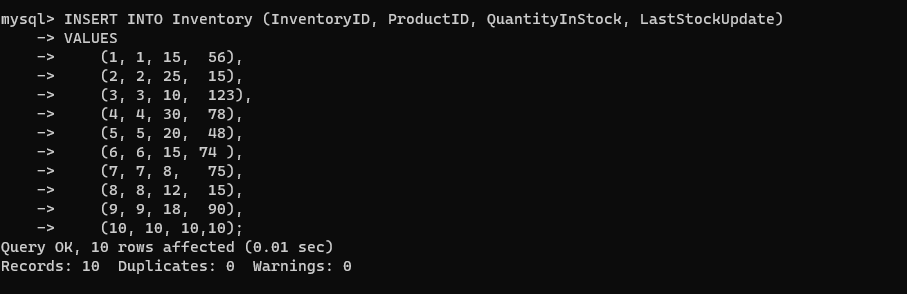 mysql> INSERT INTO Inventory (InventoryID, ProductID, QuantityInStock, LastStockUpdate)
    -> VALUES
    ->     (1, 1, 15,  56),
    ->     (2, 2, 25,  15),
    ->     (3, 3, 10,  123),
    ->     (4, 4, 30,  78),
    ->     (5, 5, 20,  48),
    ->     (6, 6, 15, 74 ),
    ->     (7, 7, 8,   75),
    ->     (8, 8, 12,  15),
    ->     (9, 9, 18,  90),
    ->     (10, 10, 10,10);
Query OK, 10 rows affected (0.01 sec)
Records: 10  Duplicates: 0  Warnings: 0